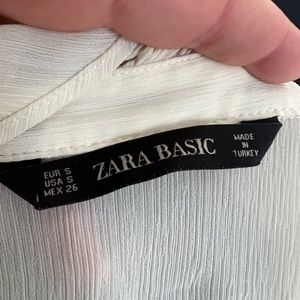 EUR S
USA S
MEX 26
ZARA BASIC
MADE
IN
TURKEY